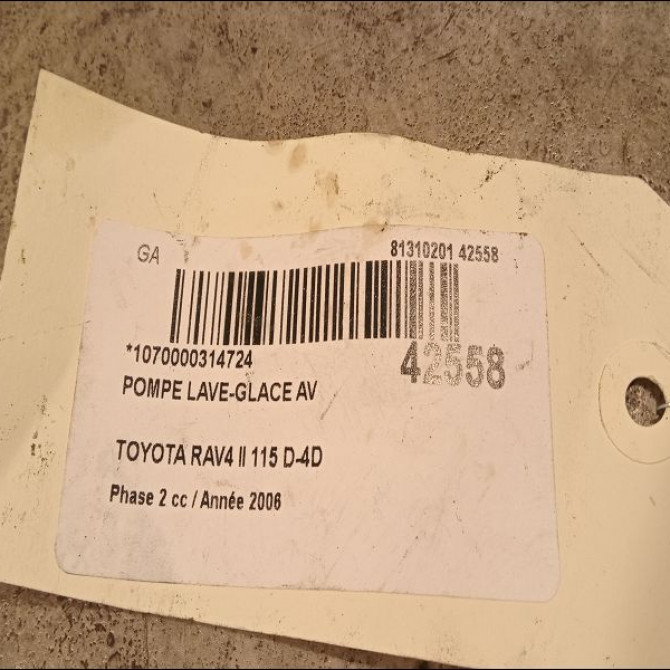 GA 81310201 42558
*1070000314724
42558
POMPE LAVE-GLACE AV
TOYOTA RAV4 II 115 D-4D
Phase 2 cc / Année 2006